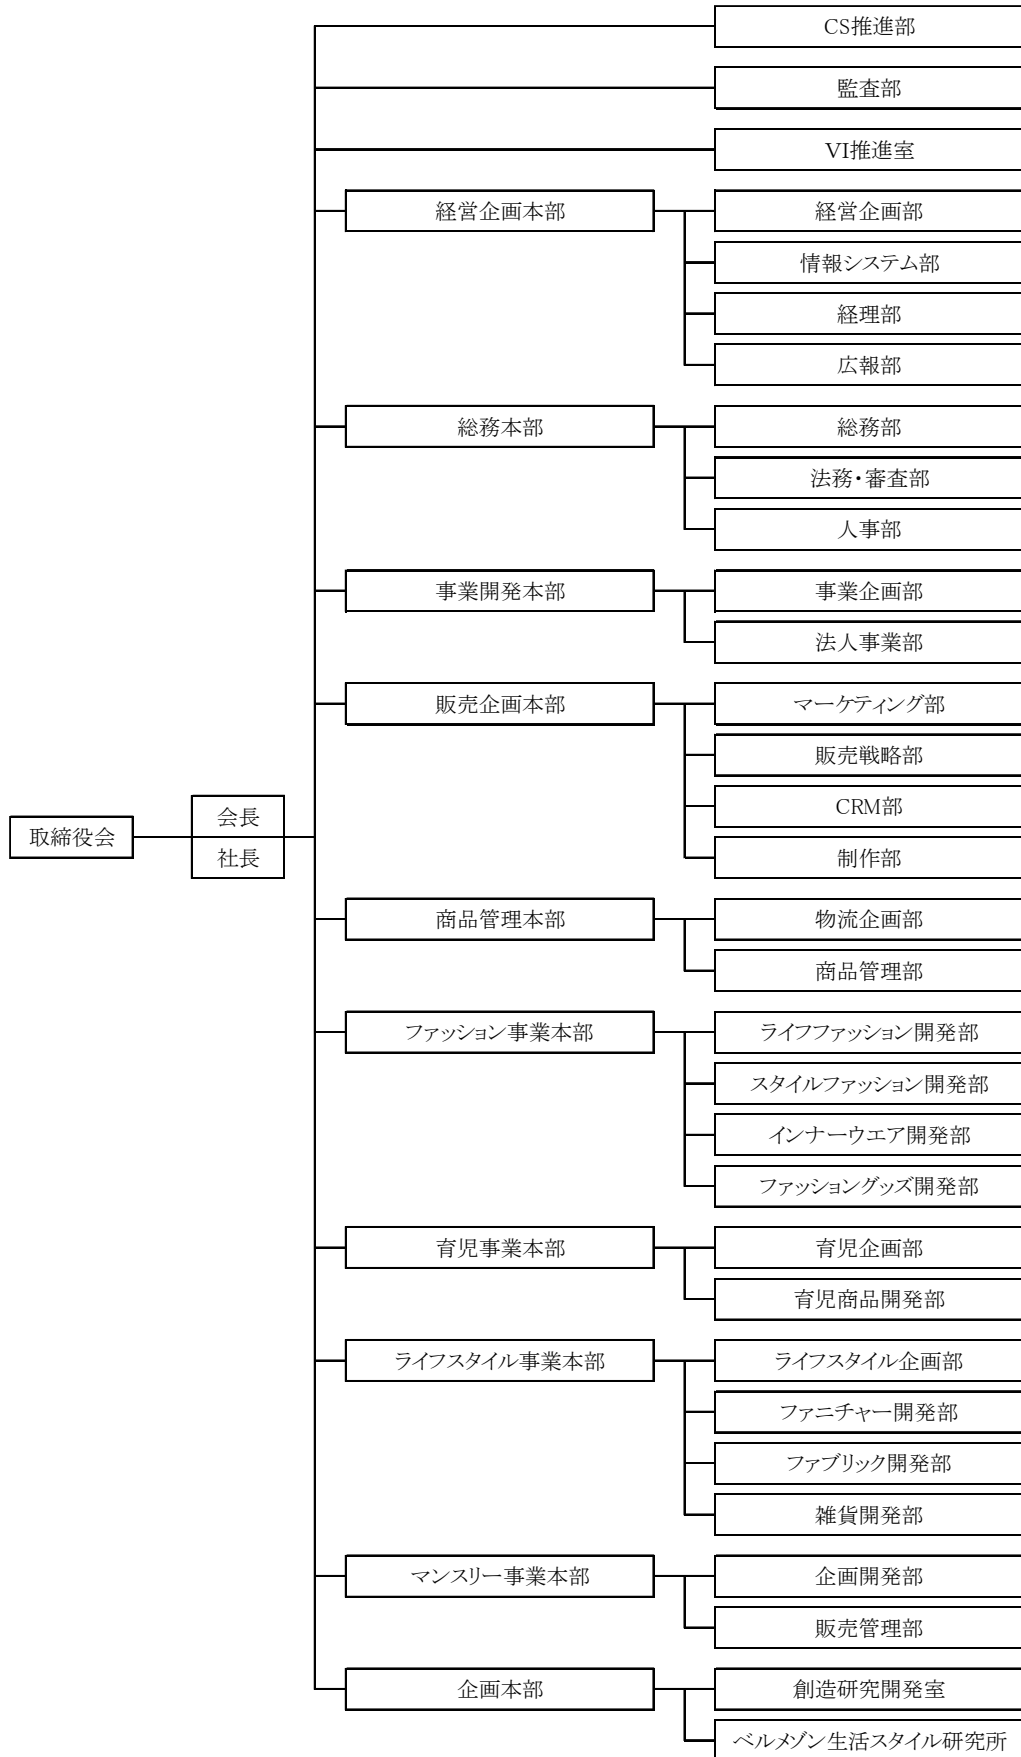 CS推進部
監査部
VI推進室
経営企画本部
経営企画部
情報システム部
経理部
広報部
総務本部
総務部
法務・審査部
人事部
事業開発本部
事業企画部
法人事業部
販売企画本部
マーケティング部
販売戦略部
CRM部
制作部
取締役会
会長
社長
商品管理本部
物流企画部
商品管理部
ファッション事業本部
ライフファッション開発部
スタイルファッション開発部
インナーウエア開発部
ファッショングッズ開発部
育児事業本部
育児企画部
育児商品開発部
ライフスタイル事業本部
ライフスタイル企画部
ファニチャー開発部
ファブリック開発部
雑貨開発部
マンスリー事業本部
企画開発部
販売管理部
企画本部
創造研究開発室
ベルメゾン生活スタイル研究所